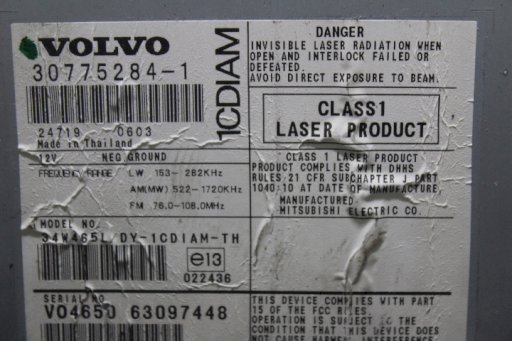 VOLVO
30775284-1
24719 0603
Made in Thailand
12V NEG GROUND
FREQUENCY RANGE LW 153- 282KHz
AM(MW) 522-1720KHz
FM 76.0-108.0MHz
MODEL NO.
34W465L/DY-1CDIAM-TH
e13
022436
SERIAL NO
V04650 63097448
1CDIAM
DANGER
INVISIBLE LASER RADIATION WHEN
OPEN AND INTERLOCK FAILED OR
DEFEATED.
AVOID DIRECT EXPOSURE TO BEAM.
CLASS1
LASER PRODUCT
CLASS 1 LASER PRODUCT
PRODUCT COMPLIES WITH DHHS
RULES 21 CFR SUBCHAPTER J PART
1040:10 AT DATE OF MANUFACTURE.
MANUFACTURED
MITSUBISHI ELECTRIC CO.
THIS DEVICE COMPLIES WITH PART
15 OF THE FCC RULES
OPERATION IS SUBJECT TO THE
CONDITION THAT THIS DEVICE DOES
NOT CAUSE HARMFUL INTERFERENCE